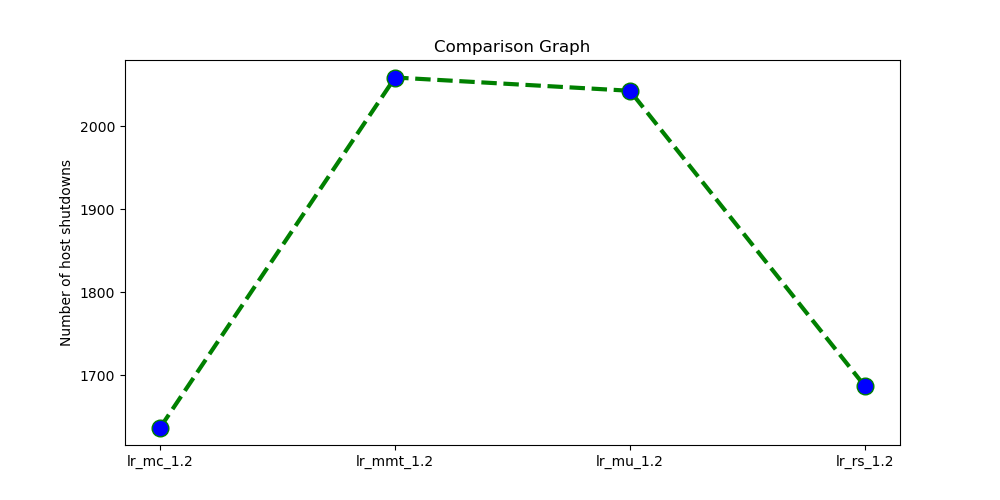 Comparison Graph
Number of host shutdowns
2000
1900
1800
1700
lr_mc_1.2
lr_mmt_1.2
lr_mu_1.2
lr_rs_1.2